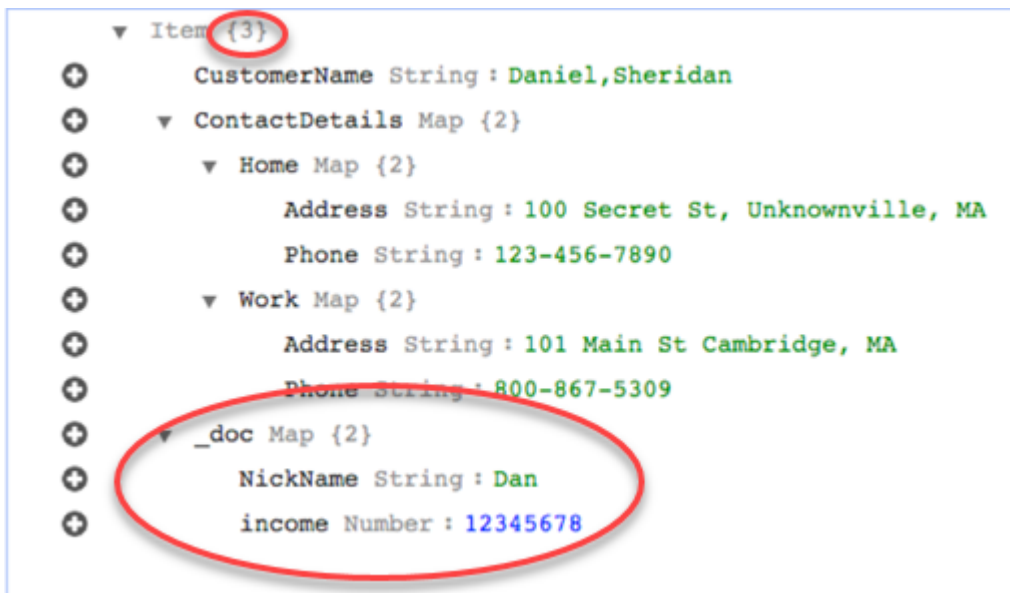 ▼ Item {3}
CustomerName String : Daniel,Sheridan
▼ ContactDetails Map {2}
▼ Home Map {2}
Address String : 100 Secret St, Unknownville, MA
Phone String : 123-456-7890
▼ Work Map {2}
Address String : 101 Main St Cambridge, MA
Phone String : 800-867-5309
▼ _doc Map {2}
NickName String : Dan
income Number : 12345678